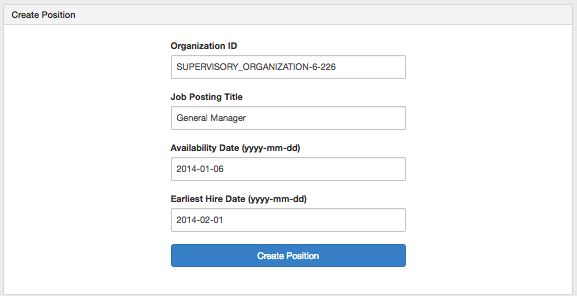 Create Position
Organization ID
SUPERVISORY_ORGANIZATION-6-226
Job Posting Title
General Manager
Availability Date (yyyy-mm-dd)
2014-01-06
Earliest Hire Date (yyyy-mm-dd)
2014-02-01
Create Position